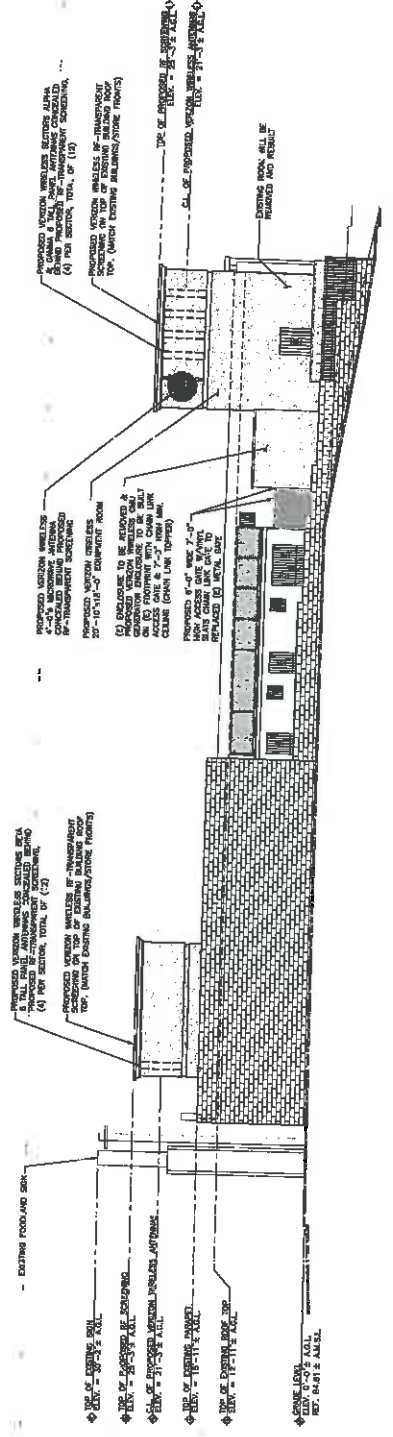 EXISTING FOODLAND SIGN
PROPOSED VERIZON WIRELESS SECTORS BETA
TALL PANEL ANTENNAS CONCEALED BEHIND
PROPOSED RF-TRANSPARENT SCREENING,
(4) PER SECTOR, TOTAL OF (12)
PROPOSED VERIZON WIRELESS RF-TRANSPARENT
SCREENING ON TOP OF EXISTING BUILDING ROOF
TOP. (MATCH EXISTING BUILDINGS/STORE FRONTS)
TOP OF EXISTING SIGN
ELEV. = A.G.L.
TOP OF PROPOSED RF SCREENING
ELEV. = 25'-3"± A.G.L.
C.L. OF PROPOSED VERIZON WIRELESS ANTENNAS
ELEV. = 21'-3"± A.G.L.
TOP OF EXISTING PARAPET
ELEV. = A.G.L.
TOP OF EXISTING ROOF TOP
ELEV. = A.G.L.
GRADE LEVEL
ELEV. 0'-0"± A.G.L.
REF. 84.81'± A.M.S.L.
PROPOSED VERIZON WIRELESS
4'-0"ø MICROWAVE ANTENNA
CONCEALED BEHIND PROPOSED
RF-TRANSPARENT SCREENING
PROPOSED VERIZON WIRELESS
EQUIPMENT ROOM
(E) ENCLOSURE TO BE REMOVED &
PROPOSED VERIZON WIRELESS CMU
GENERATOR ENCLOSURE TO BE BUILT
ON (E) FOOTPRINT WITH CHAIN LINK
ACCESS GATE & 7'-3" HIGH MIN.
CEILING (CHAIN LINK TOPPER)
PROPOSED 6'-0" WIDE 7'-0"
HIGH ACCESS GATE W/VINYL
SLATS CHAIN LINK GATE TO
REPLACED (E) METAL GATE
PROPOSED VERIZON WIRELESS SECTORS ALPHA
& GAMMA TALL PANEL ANTENNAS CONCEALED
BEHIND PROPOSED RF-TRANSPARENT SCREENING,
(4) PER SECTOR, TOTAL OF (12)
PROPOSED VERIZON WIRELESS RF-TRANSPARENT
SCREENING ON TOP OF EXISTING BUILDING ROOF
TOP. (MATCH EXISTING BUILDINGS/STORE FRONTS)
TOP OF PROPOSED RF SCREENING
ELEV. = 25'-3"± A.G.L.
C.L. OF PROPOSED VERIZON WIRELESS ANTENNAS
ELEV. = 21'-3"± A.G.L.
EXISTING ROOM WILL BE
REMOVED AND REBUILT